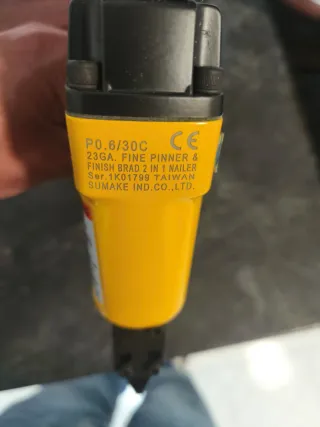 P0.6/30C CE
23GA. FINE PINNER &
FINISH BRAD 2 IN 1 NAILER
Ser.1K01798 TAIWAN
SUMAKE IND.CO.,LTD.